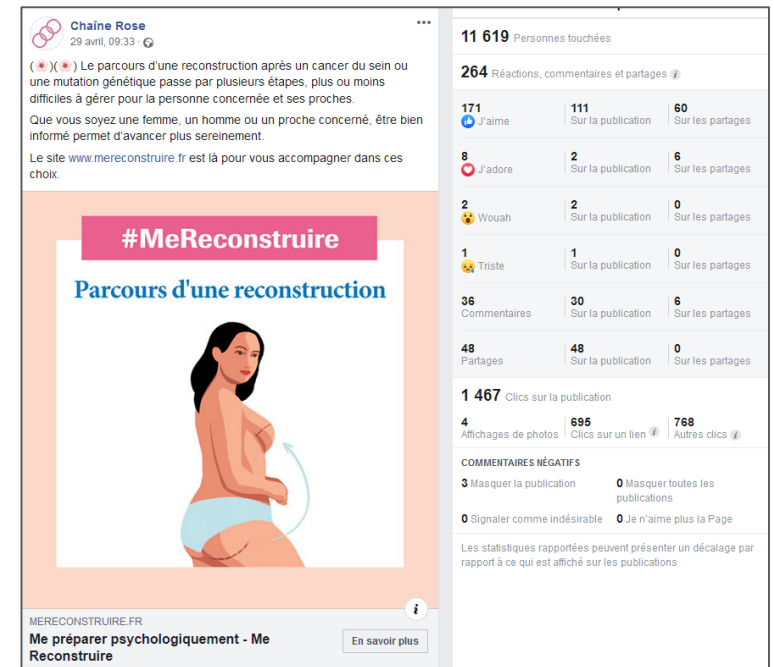 Chaîne Rose
29 avril, 09:33 ·
( )( ) Le parcours d'une reconstruction après un cancer du sein ou
une mutation génétique passe par plusieurs étapes, plus ou moins
difficiles à gérer pour la personne concernée et ses proches.
Que vous soyez une femme, un homme ou un proche concerné, être bien
informé permet d'avancer plus sereinement.
Le site www.mereconstruire.fr est là pour vous accompagner dans ces
choix.
#MeReconstruire
Parcours d'une reconstruction
i
MERECONSTRUIRE.FR
Me préparer psychologiquement - Me
Reconstruire
En savoir plus
11 619 Personnes touchées
264 Réactions, commentaires et partages i
171 111 60
J'aime Sur la publication Sur les partages
8 2 6
J'adore Sur la publication Sur les partages
2 2 0
Wouah Sur la publication Sur les partages
1 1 0
Triste Sur la publication Sur les partages
36 30 6
Commentaires Sur la publication Sur les partages
48 48 0
Partages Sur la publication Sur les partages
1 467 Clics sur la publication
4 695 768
Affichages de photos Clics sur un lien i Autres clics i
COMMENTAIRES NÉGATIFS
3 Masquer la publication 0 Masquer toutes les
publications
0 Signaler comme indésirable 0 Je n'aime plus la Page
Les statistiques rapportées peuvent présenter un décalage par
rapport à ce qui est affiché sur les publications